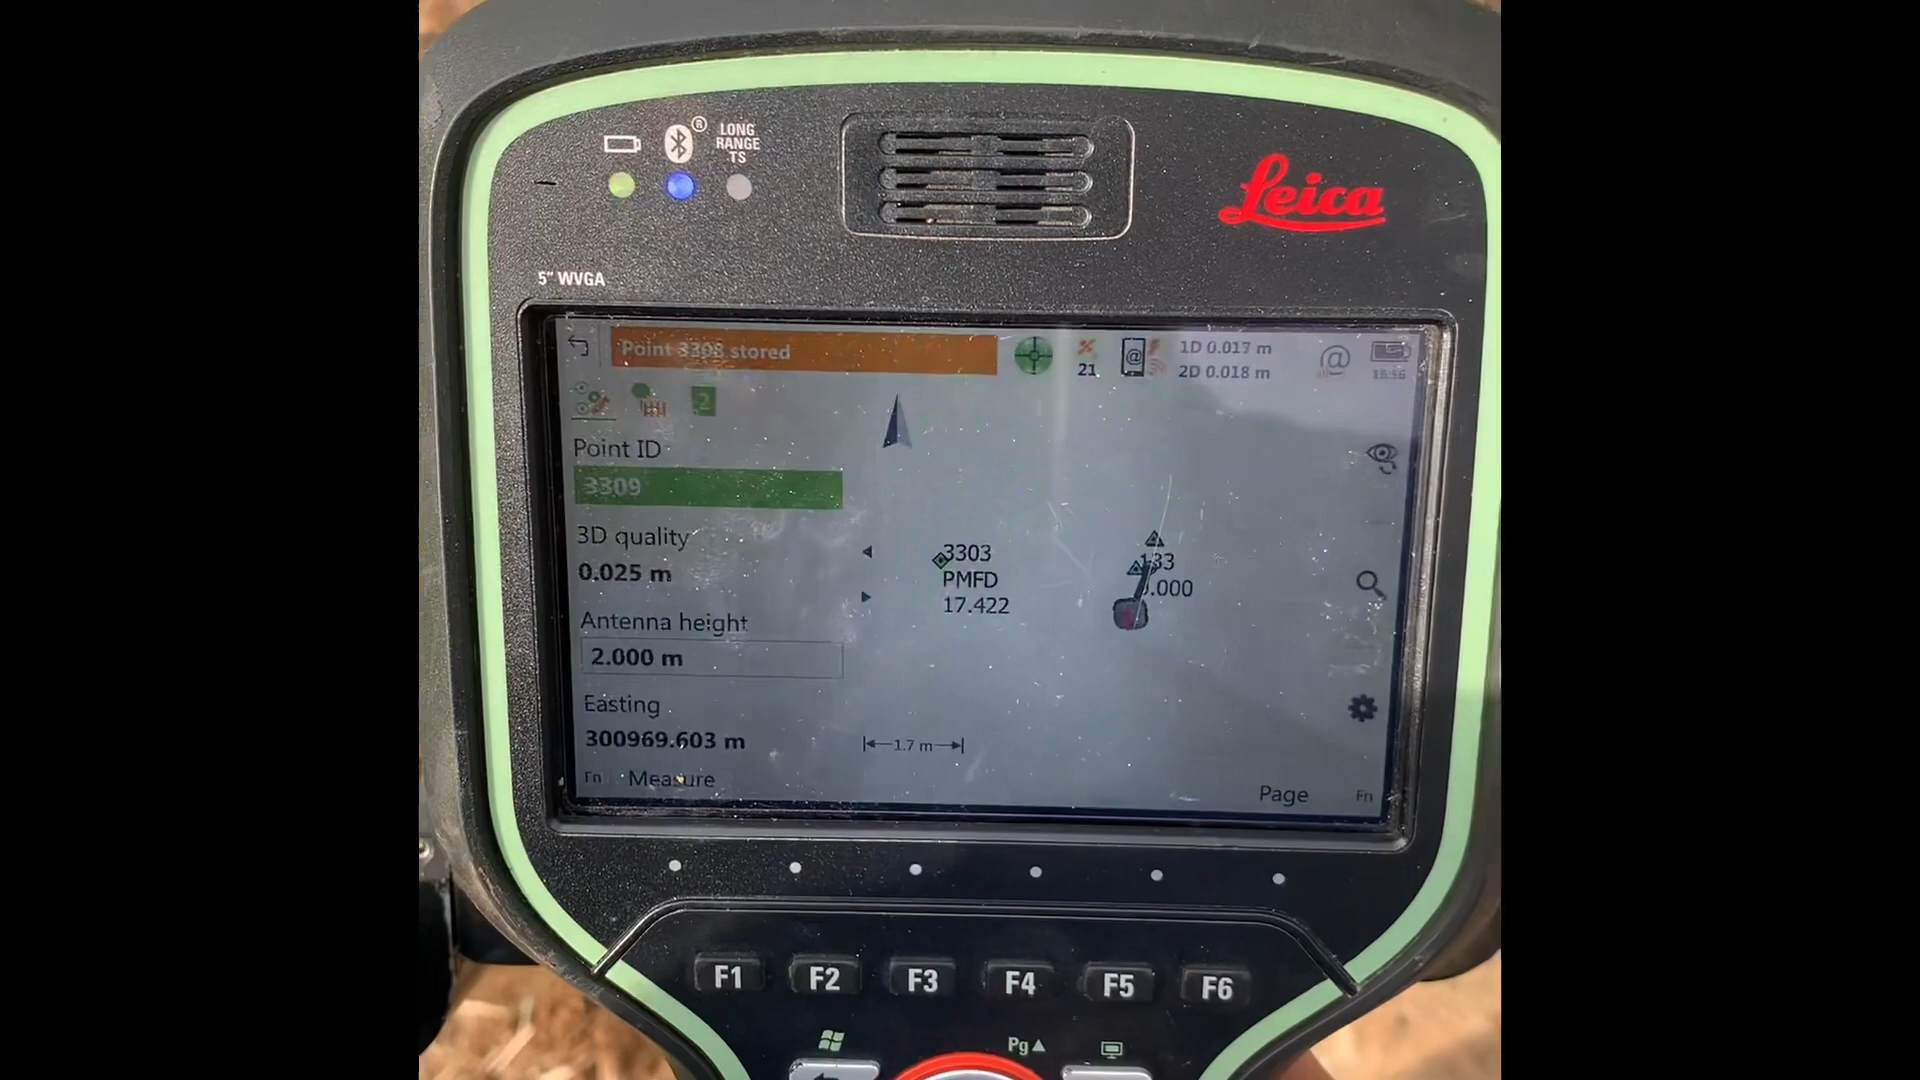 LONG
RANGE
TS
®
Leica
5" WVGA
Point 3308 stored
21
@
1D 0.017 m
2D 0.018 m
@
2
Point ID
3309
3D quality
0.025 m
Antenna height
2.000 m
Easting
300969.603 m
3303
PMFD
17.422
.000
1.7 m
Fn
Measure
Page
Fn
F1 F2 F3 F4 F5 F6
Pg▲